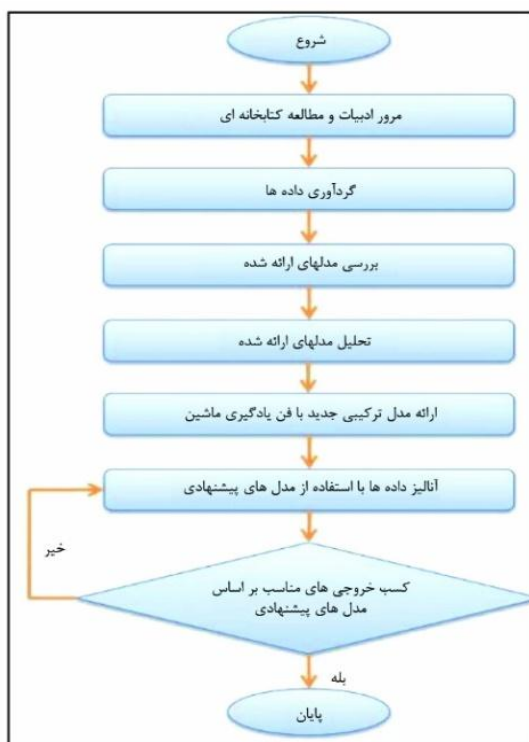 شروع
مرور ادبیات و مطالعه کتابخانه ای
گردآوری داده ها
بررسی مدلهای ارائه شده
تحلیل مدلهای ارائه شده
ارائه مدل ترکیبی جدید با فن یادگیری ماشین
آنالیز داده ها با استفاده از مدل های پیشنهادی
خیر
کسب خروجی های مناسب بر اساس
مدل های پیشنهادی
بله
پایان